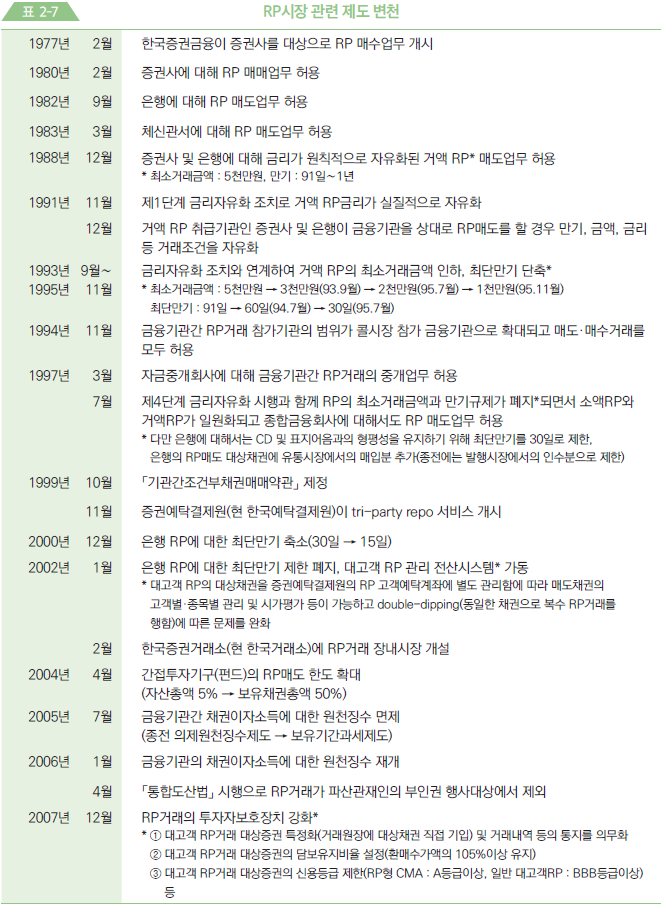 표 2-7
RP시장 관련 제도 변천
1977년 2월 한국증권금융이 증권사를 대상으로 RP 매수업무 개시
1980년 2월 증권사에 대해 RP 매매업무 허용
1982년 9월 은행에 대해 RP 매도업무 허용
1983년 3월 체신관서에 대해 RP 매도업무 허용
1988년 12월 증권사 및 은행에 대해 금리가 원칙적으로 자유화된 거액 RP* 매도업무 허용
* 최소거래금액 : 5천만원, 만기 : 91일~1년
1991년 11월 제1단계 금리자유화 조치로 거액 RP금리가 실질적으로 자유화
12월 거액 RP 취급기관인 증권사 및 은행이 금융기관을 상대로 RP매도를 할 경우 만기, 금액, 금리
등 거래조건을 자유화
1993년 9월~ 금리자유화 조치와 연계하여 거액 RP의 최소거래금액 인하, 최단만기 단축*
1995년 11월 * 최소거래금액 : 5천만원 → 3천만원(93.9월) → 2천만원(95.7월) → 1천만원(95.11월)
최단만기 : 91일 → 60일(94.7월) → 30일(95.7월)
1994년 11월 금융기관간 RP거래 참가기관의 범위가 콜시장 참가 금융기관으로 확대되고 매도·매수거래를
모두 허용
1997년 3월 자금중개회사에 대해 금융기관간 RP거래의 중개업무 허용
7월 제4단계 금리자유화 시행과 함께 RP의 최소거래금액과 만기규제가 폐지*되면서 소액RP와
거액RP가 일원화되고 종합금융회사에 대해서도 RP 매도업무 허용
* 다만 은행에 대해서는 CD 및 표지어음과의 형평성을 유지하기 위해 최단만기를 30일로 제한,
은행의 RP매도 대상채권에 유통시장에서의 매입분 추가(종전에는 발행시장에서의 인수분으로 제한)
1999년 10월 「기관간조건부채권매매약관」 제정
11월 증권예탁결제원(현 한국예탁결제원)이 tri-party repo 서비스 개시
2000년 12월 은행 RP에 대한 최단만기 축소(30일 → 15일)
2002년 1월 은행 RP에 대한 최단만기 제한 폐지, 대고객 RP 관리 전산시스템* 가동
* 대고객 RP의 대상채권을 증권예탁결제원의 RP 고객예탁계좌에 별도 관리함에 따라 매도채권의
고객별·종목별 관리 및 시가평가 등이 가능하고 double-dipping(동일한 채권으로 복수 RP거래를
행함)에 따른 문제를 완화
2월 한국증권거래소(현 한국거래소)에 RP거래 장내시장 개설
2004년 4월 간접투자기구(펀드)의 RP매도 한도 확대
(자산총액 5% → 보유채권총액 50%)
2005년 7월 금융기관간 채권이자소득에 대한 원천징수 면제
(종전 의제원천징수제도 → 보유기간과세제도)
2006년 1월 금융기관의 채권이자소득에 대한 원천징수 재개
4월 「통합도산법」 시행으로 RP거래가 파산관재인의 부인권 행사대상에서 제외
2007년 12월 RP거래의 투자자보호장치 강화*
* ① 대고객 RP거래 대상증권 특정화(거래원장에 대상채권 직접 기입) 및 거래내역 등의 통지를 의무화
② 대고객 RP거래 대상증권의 담보유지비율 설정(환매수가액의 105%이상 유지)
③ 대고객 RP거래 대상증권의 신용등급 제한(RP형 CMA : A등급이상, 일반 대고객RP : BBB등급이상)
등